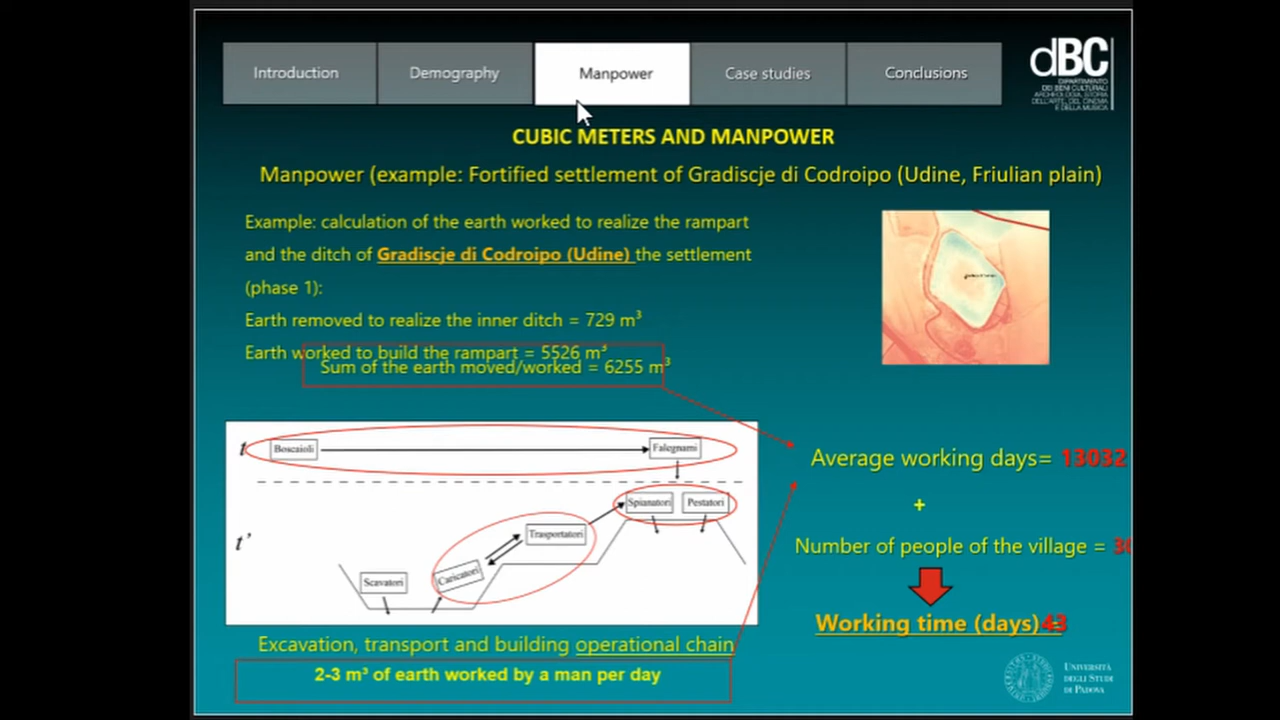 Introduction
Demography
Manpower
Case studies
Conclusions
dBC
DIPARTIMENTO
DEI BENI CULTURALI
ARCHEOLOGIA, STORIA
DELL'ARTE, DEL CINEMA
E DELLA MUSICA
CUBIC METERS AND MANPOWER
Manpower (example: Fortified settlement of Gradiscje di Codroipo (Udine, Friulian plain)
Example: calculation of the earth worked to realize the rampart
and the ditch of Gradiscje di Codroipo (Udine) the settlement
(phase 1):
Earth removed to realize the inner ditch = 729 m³
Earth worked to build the rampart = 5526 m³
Sum of the earth moved/worked = 6255 m³
t
Boscaioli
Falegnami
Spianatori
Pestatori
t'
Trasportatori
Caricatori
Scavatori
Average working days= 13032
+
Number of people of the village =
Working time (days)=43
Excavation, transport and building operational chain
2-3 m³ of earth worked by a man per day
UNIVERSITÀ
DEGLI STUDI
DI PADOVA